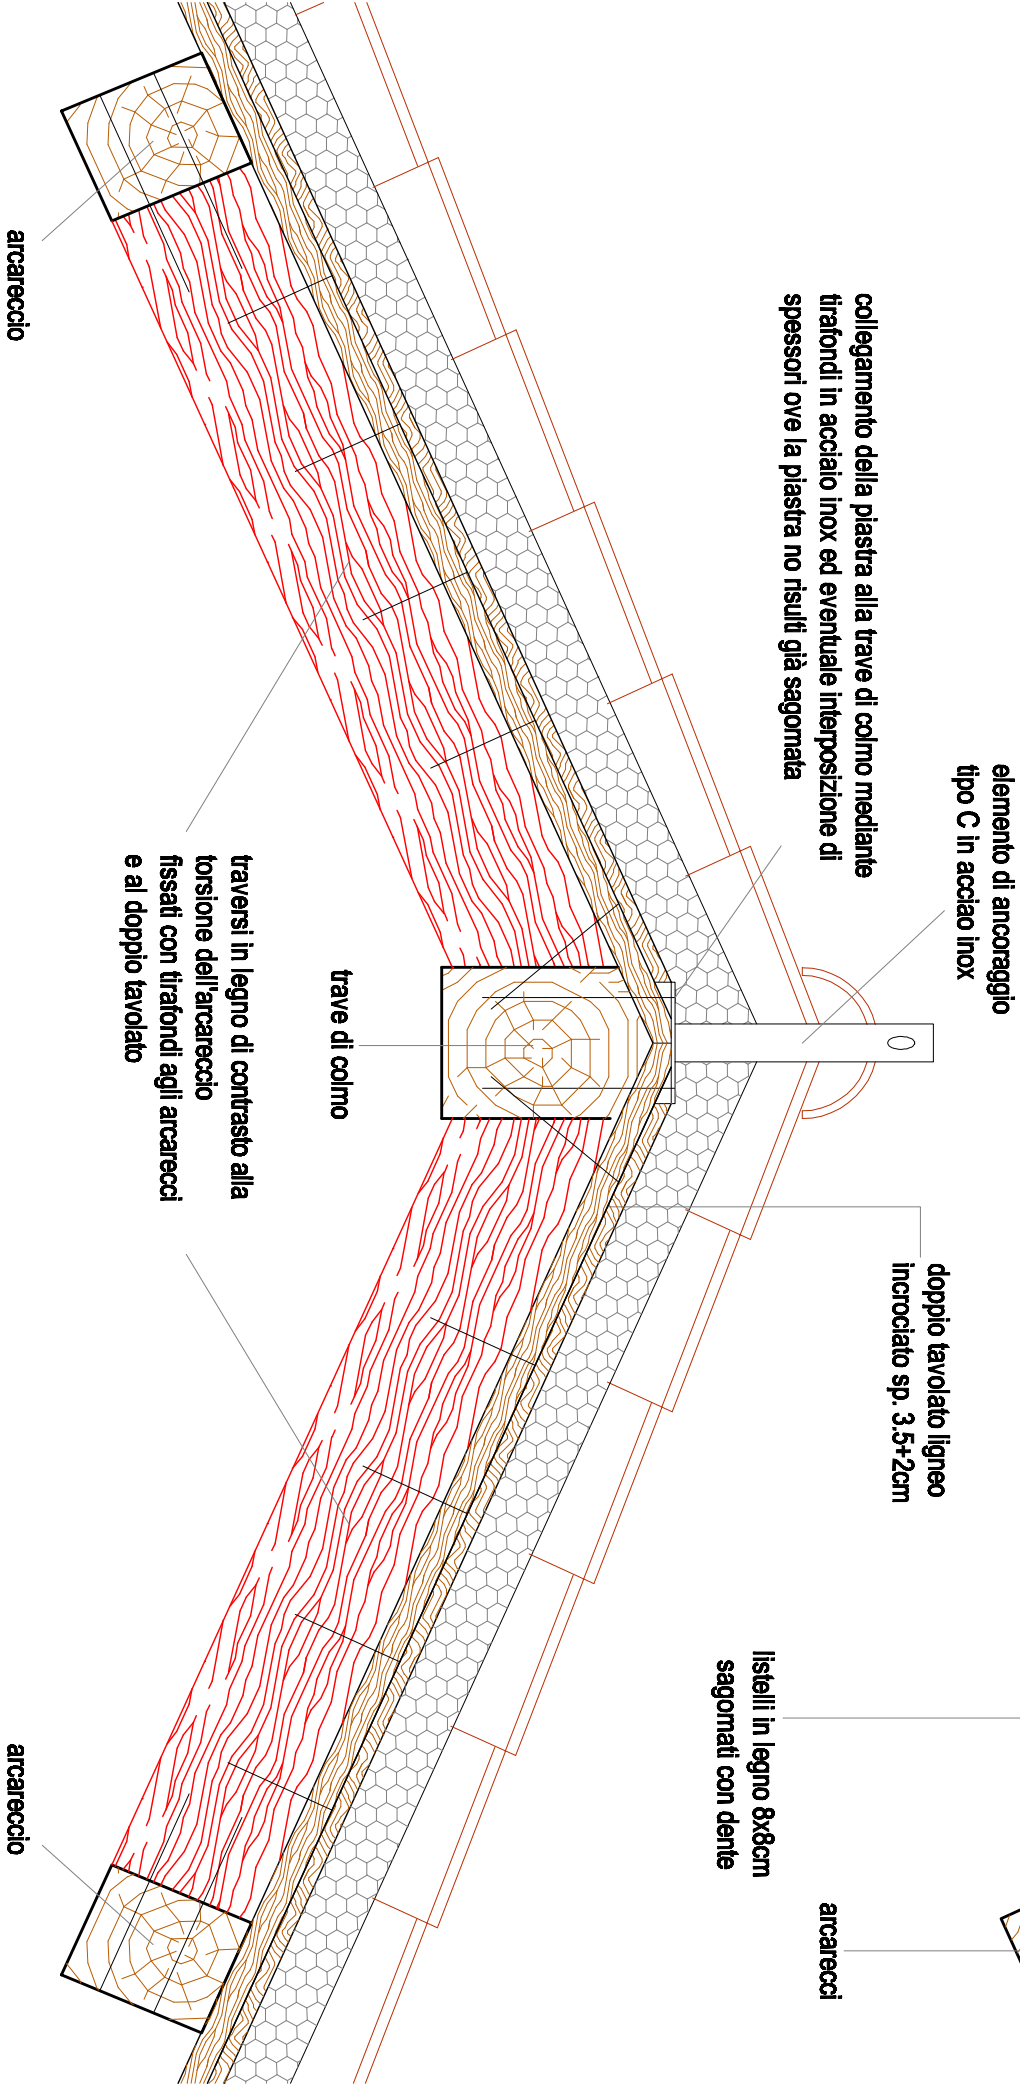 elemento di ancoraggio
tipo C in acciao inox
collegamento della piastra alla trave di colmo mediante
tirafondi in acciaio inox ed eventuale interposizione di
spessori ove la piastra no risulti già sagomata
doppio tavolato ligneo
incrociato sp. 3.5+2cm
listelli in legno 8x8cm
sagomati con dente
arcarecci
trave di colmo
traversi in legno di contrasto alla
torsione dell'arcareccio
fissati con tirafondi agli arcarecci
e al doppio tavolato
arcareccio
arcareccio